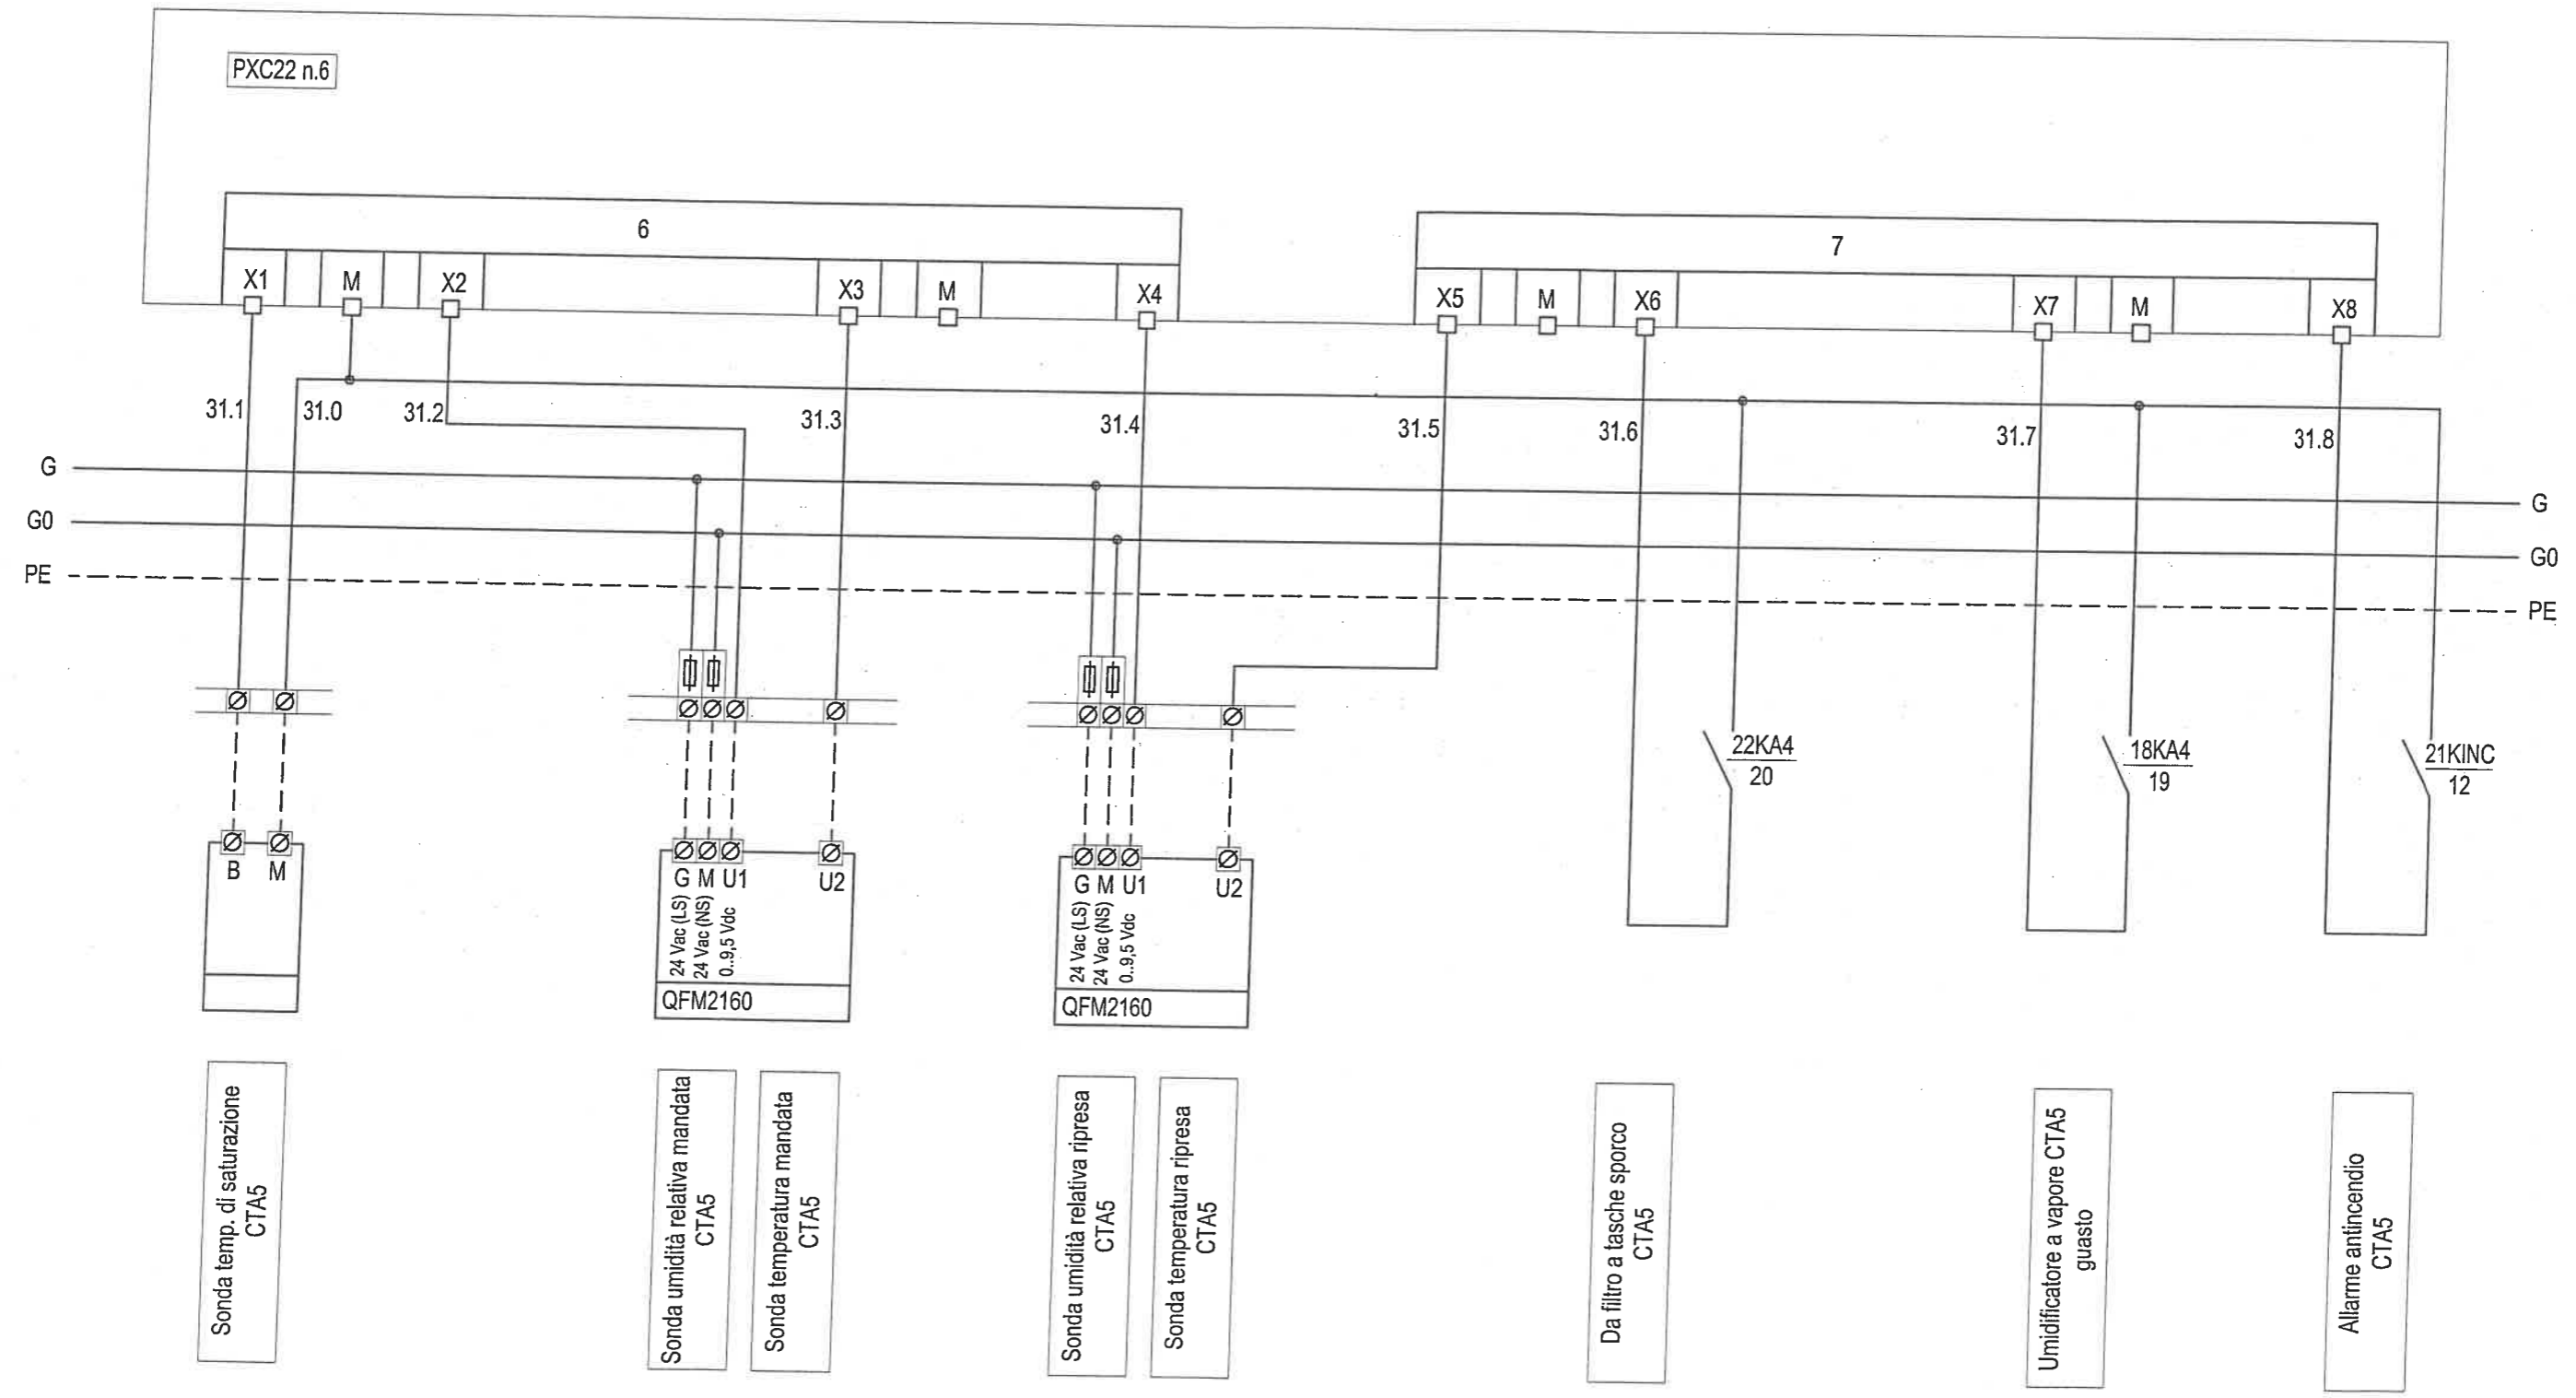 PXC22 n.6
6
7
X1
M
X2
X3
M
X4
X5
M
X6
X7
M
X8
31.1
31.0
31.2
31.3
31.4
31.5
31.6
31.7
31.8
G
G
G0
G0
PE
PE
22KA4
20
18KA4
19
21KINC
12
B
M
G
M
U1
U2
24 Vac (LS)
24 Vac (NS)
0..9,5 Vdc
QFM2160
G
M
U1
U2
24 Vac (LS)
24 Vac (NS)
0..9,5 Vdc
QFM2160
Sonda temp. di saturazione
CTA5
Sonda umidità relativa mandata
CTA5
Sonda temperatura mandata
CTA5
Sonda umidità relativa ripresa
CTA5
Sonda temperatura ripresa
CTA5
Da filtro a tasche sporco
CTA5
Umidificatore a vapore CTA5
guasto
Allarme antincendio
CTA5